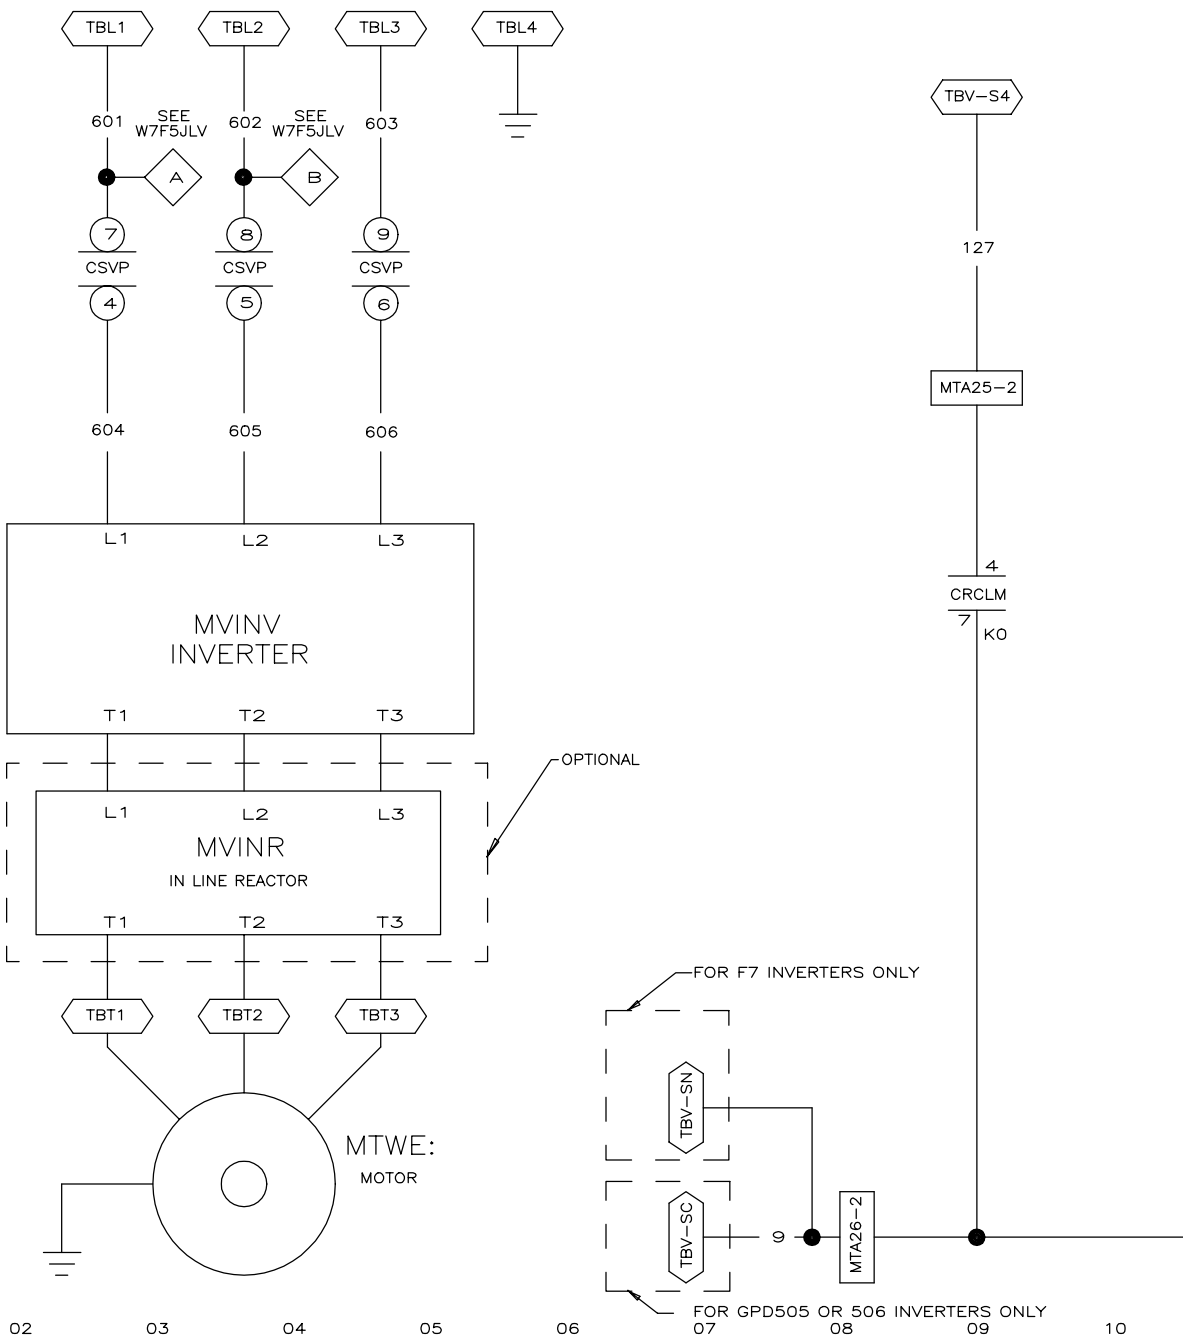 TBL1
TBL2
TBL3
TBL4
TBV-S4
601
SEE
W7F5JLV
602
SEE
W7F5JLV
603
A
B
7
8
9
CSVP
CSVP
CSVP
4
5
6
127
MTA25-2
604
605
606
L1
L2
L3
4
CRCLM
7
K0
MVINV
INVERTER
T1
T2
T3
OPTIONAL
L1
L2
L3
MVINR
IN LINE REACTOR
T1
T2
T3
FOR F7 INVERTERS ONLY
TBT1
TBT2
TBT3
TBV-SN
MTWE:
MOTOR
TBV-SC
9
MTA26-2
FOR GPD505 OR 506 INVERTERS ONLY
02
03
04
05
06
07
08
09
10